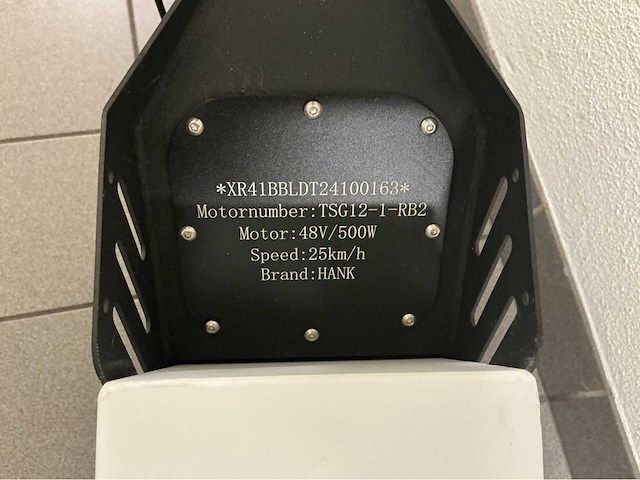 *XR41BBLDT24100163*
Motornumber:TSG12-1-RB2
Motor:48V/500W
Speed:25km/h
Brand:HANK